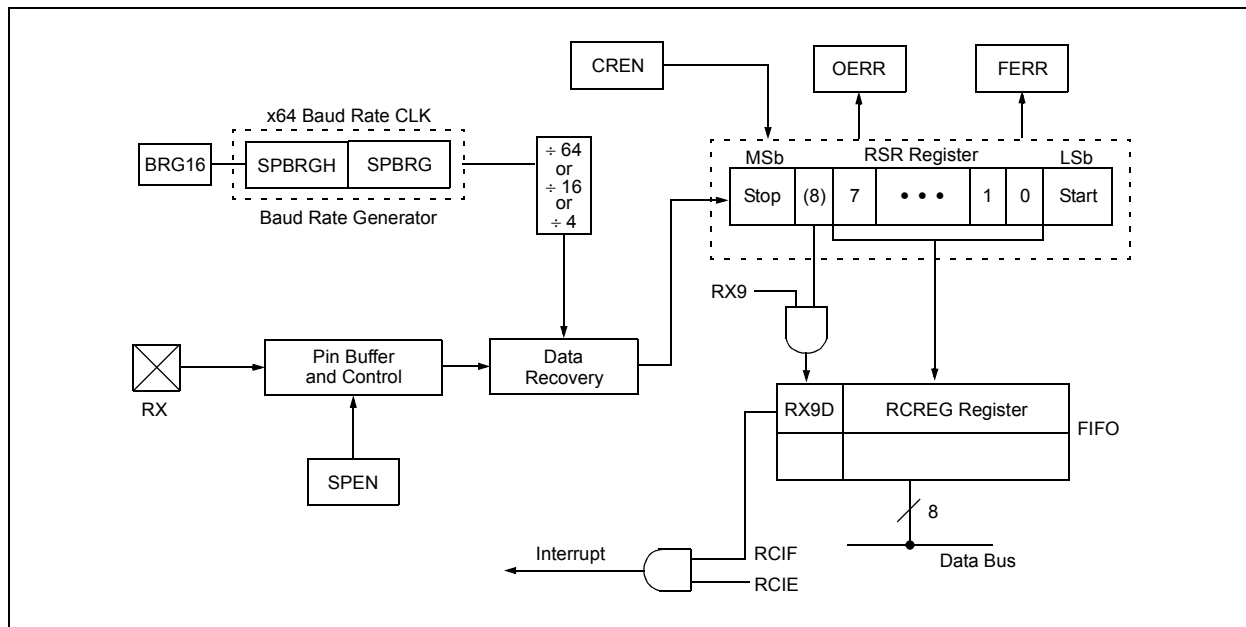 CREN
OERR
FERR
x64 Baud Rate CLK
BRG16
SPBRGH
SPBRG
Baud Rate Generator
÷ 64
or
÷ 16
or
÷ 4
MSb
RSR Register
LSb
Stop
(8)
7
• • •
1
0
Start
RX9
Pin Buffer
and Control
Data
Recovery
RX
SPEN
RX9D
RCREG Register
FIFO
8
Data Bus
Interrupt
RCIF
RCIE